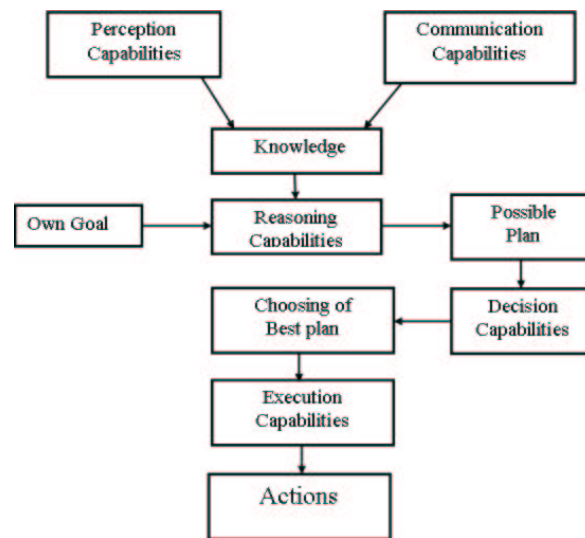 Perception
Capabilities
Communication
Capabilities
Knowledge
Own Goal
Reasoning
Capabilities
Possible
Plan
Choosing of
Best plan
Decision
Capabilities
Execution
Capabilities
Actions